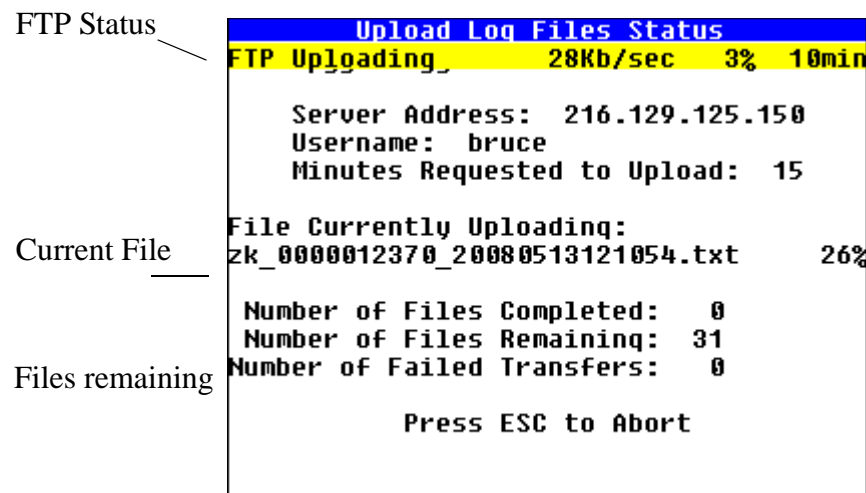 FTP Status
Upload Log Files Status
FTP Uploading 28Kb/sec 3% 10min
Server Address: 216.129.125.150
Username: bruce
Minutes Requested to Upload: 15
File Currently Uploading:
Current File
zk_0000012370_20080513121054.txt 26%
Number of Files Completed: 0
Number of Files Remaining: 31
Files remaining
Number of Failed Transfers: 0
Press ESC to Abort